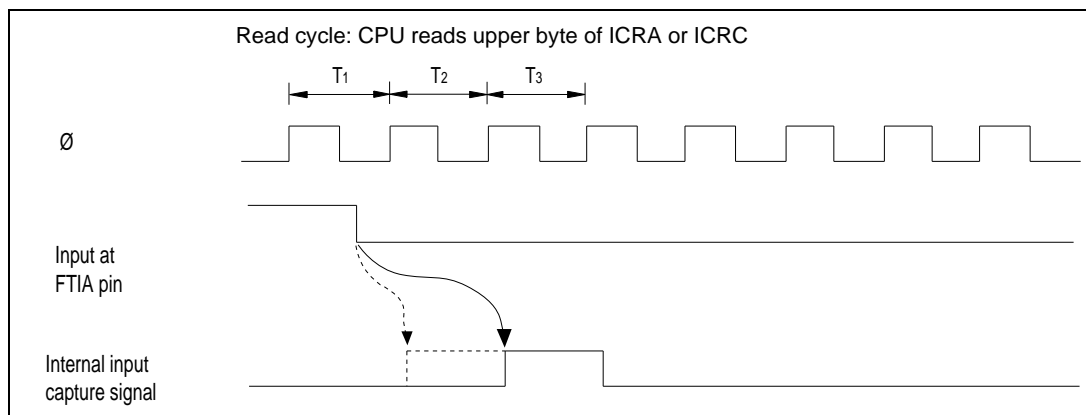 Read cycle: CPU reads upper byte of ICRA or ICRC
T1 T2 T3
Ø
Input at
FTIA pin
Internal input
capture signal